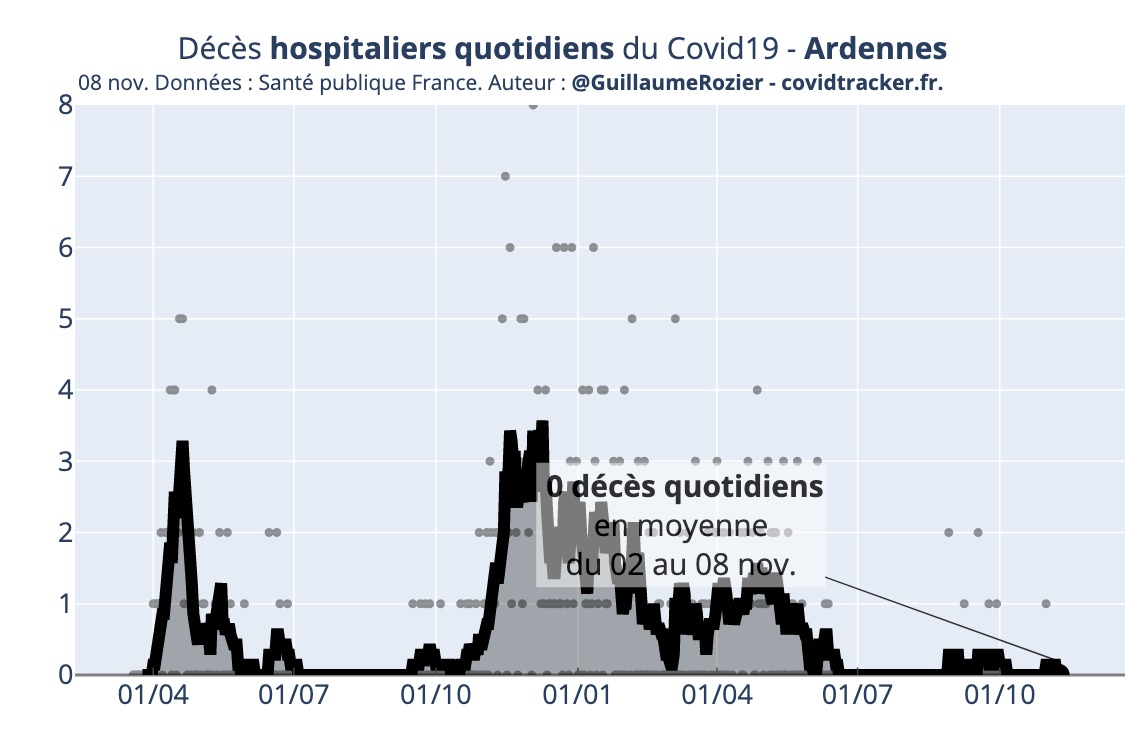 Décès hospitaliers quotidiens du Covid19 - Ardennes
08 nov. Données : Santé publique France. Auteur : @GuillaumeRozier - covidtracker.fr.
8
7
6
5
4
3
2
1
0
0 décès quotidiens
en moyenne
du 02 au 08 nov.
01/04 01/07 01/10 01/01 01/04 01/07 01/10